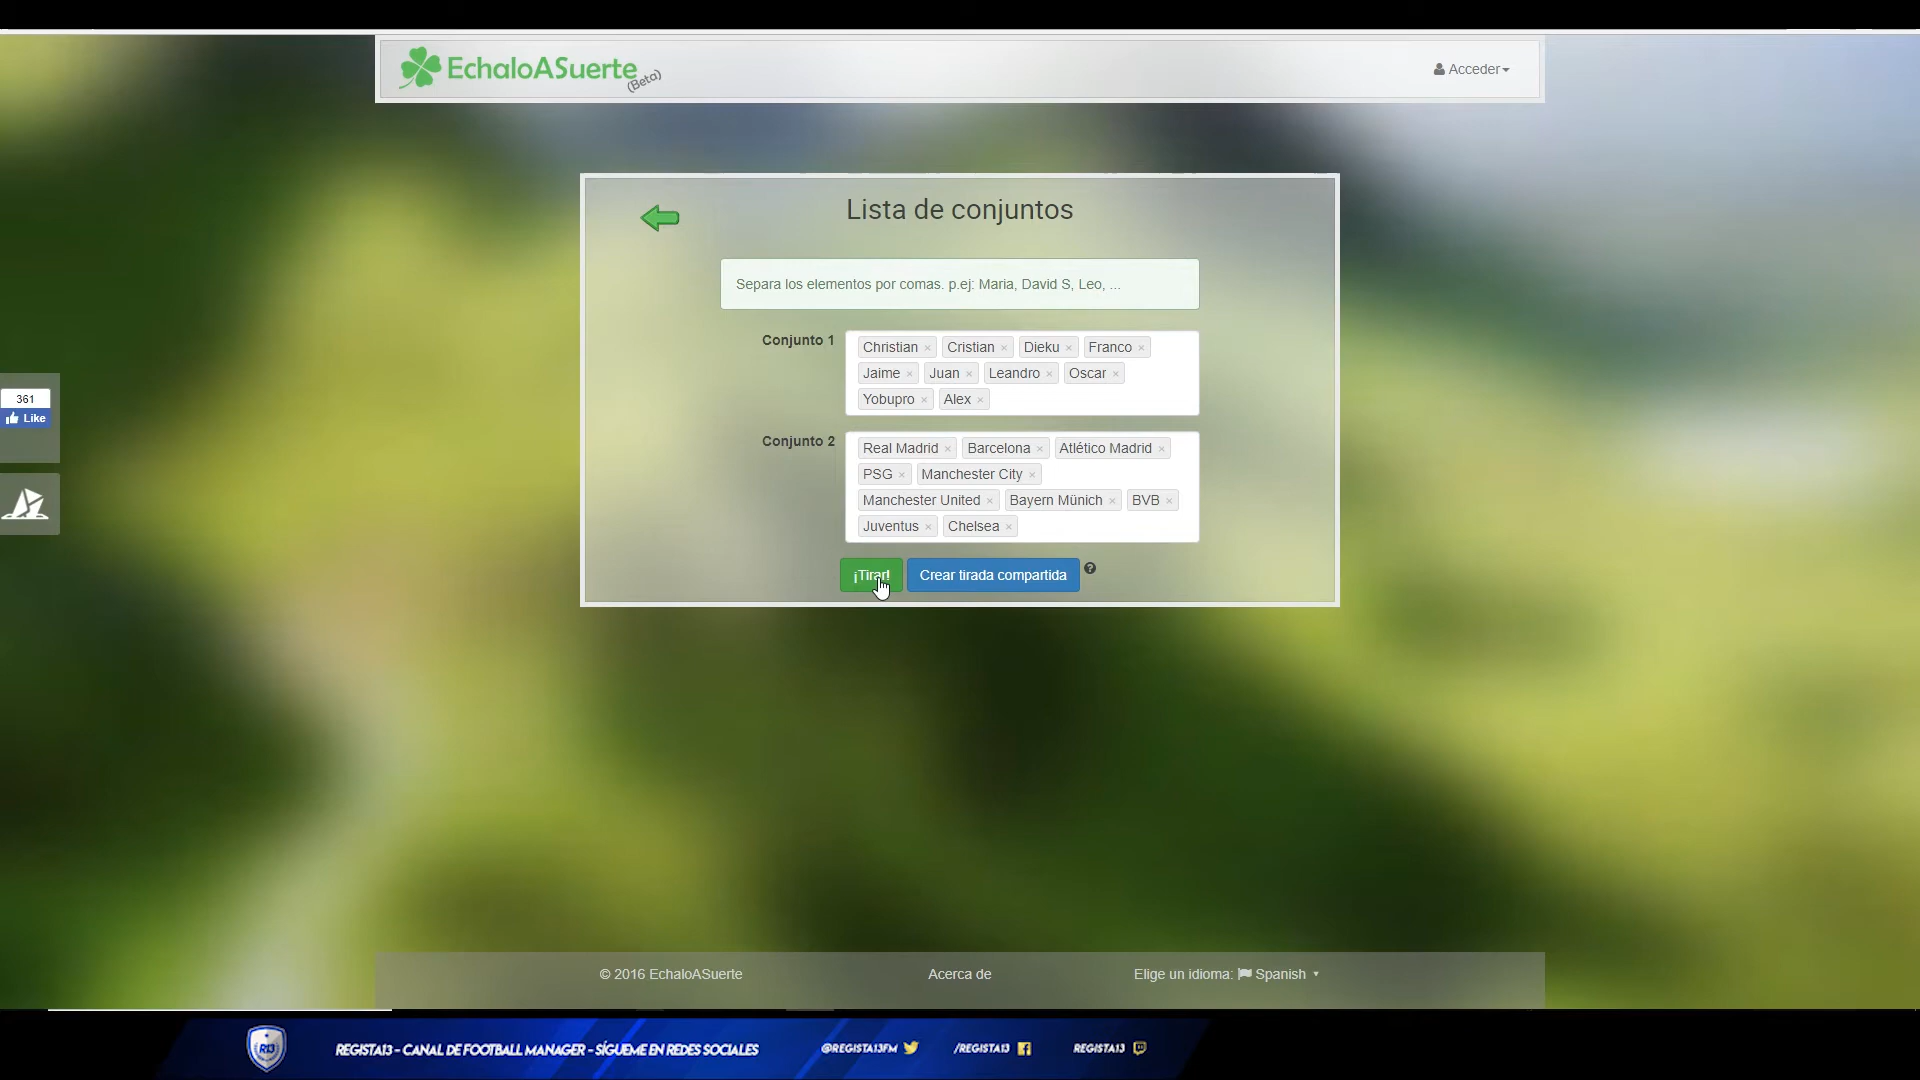 EchaloASuerte
(Beta)
Acceder
Lista de conjuntos
Separa los elementos por comas. p.ej: Maria, David S, Leo, ...
Conjunto 1
Christian × Cristian × Dieku × Franco ×
Jaime × Juan × Leandro × Oscar ×
Yobupro × Alex ×
361
Like
Conjunto 2
Real Madrid × Barcelona × Atlético Madrid ×
PSG × Manchester City ×
Manchester United × Bayern Münich × BVB ×
Juventus × Chelsea ×
¡Tirar! Crear tirada compartida ?
© 2016 EchaloASuerte Acerca de Elige un idioma: Spanish
R13 REGISTA13 - CANAL DE FOOTBALL MANAGER - SÍGUEME EN REDES SOCIALES @REGISTA13FM /REGISTA13 REGISTA13